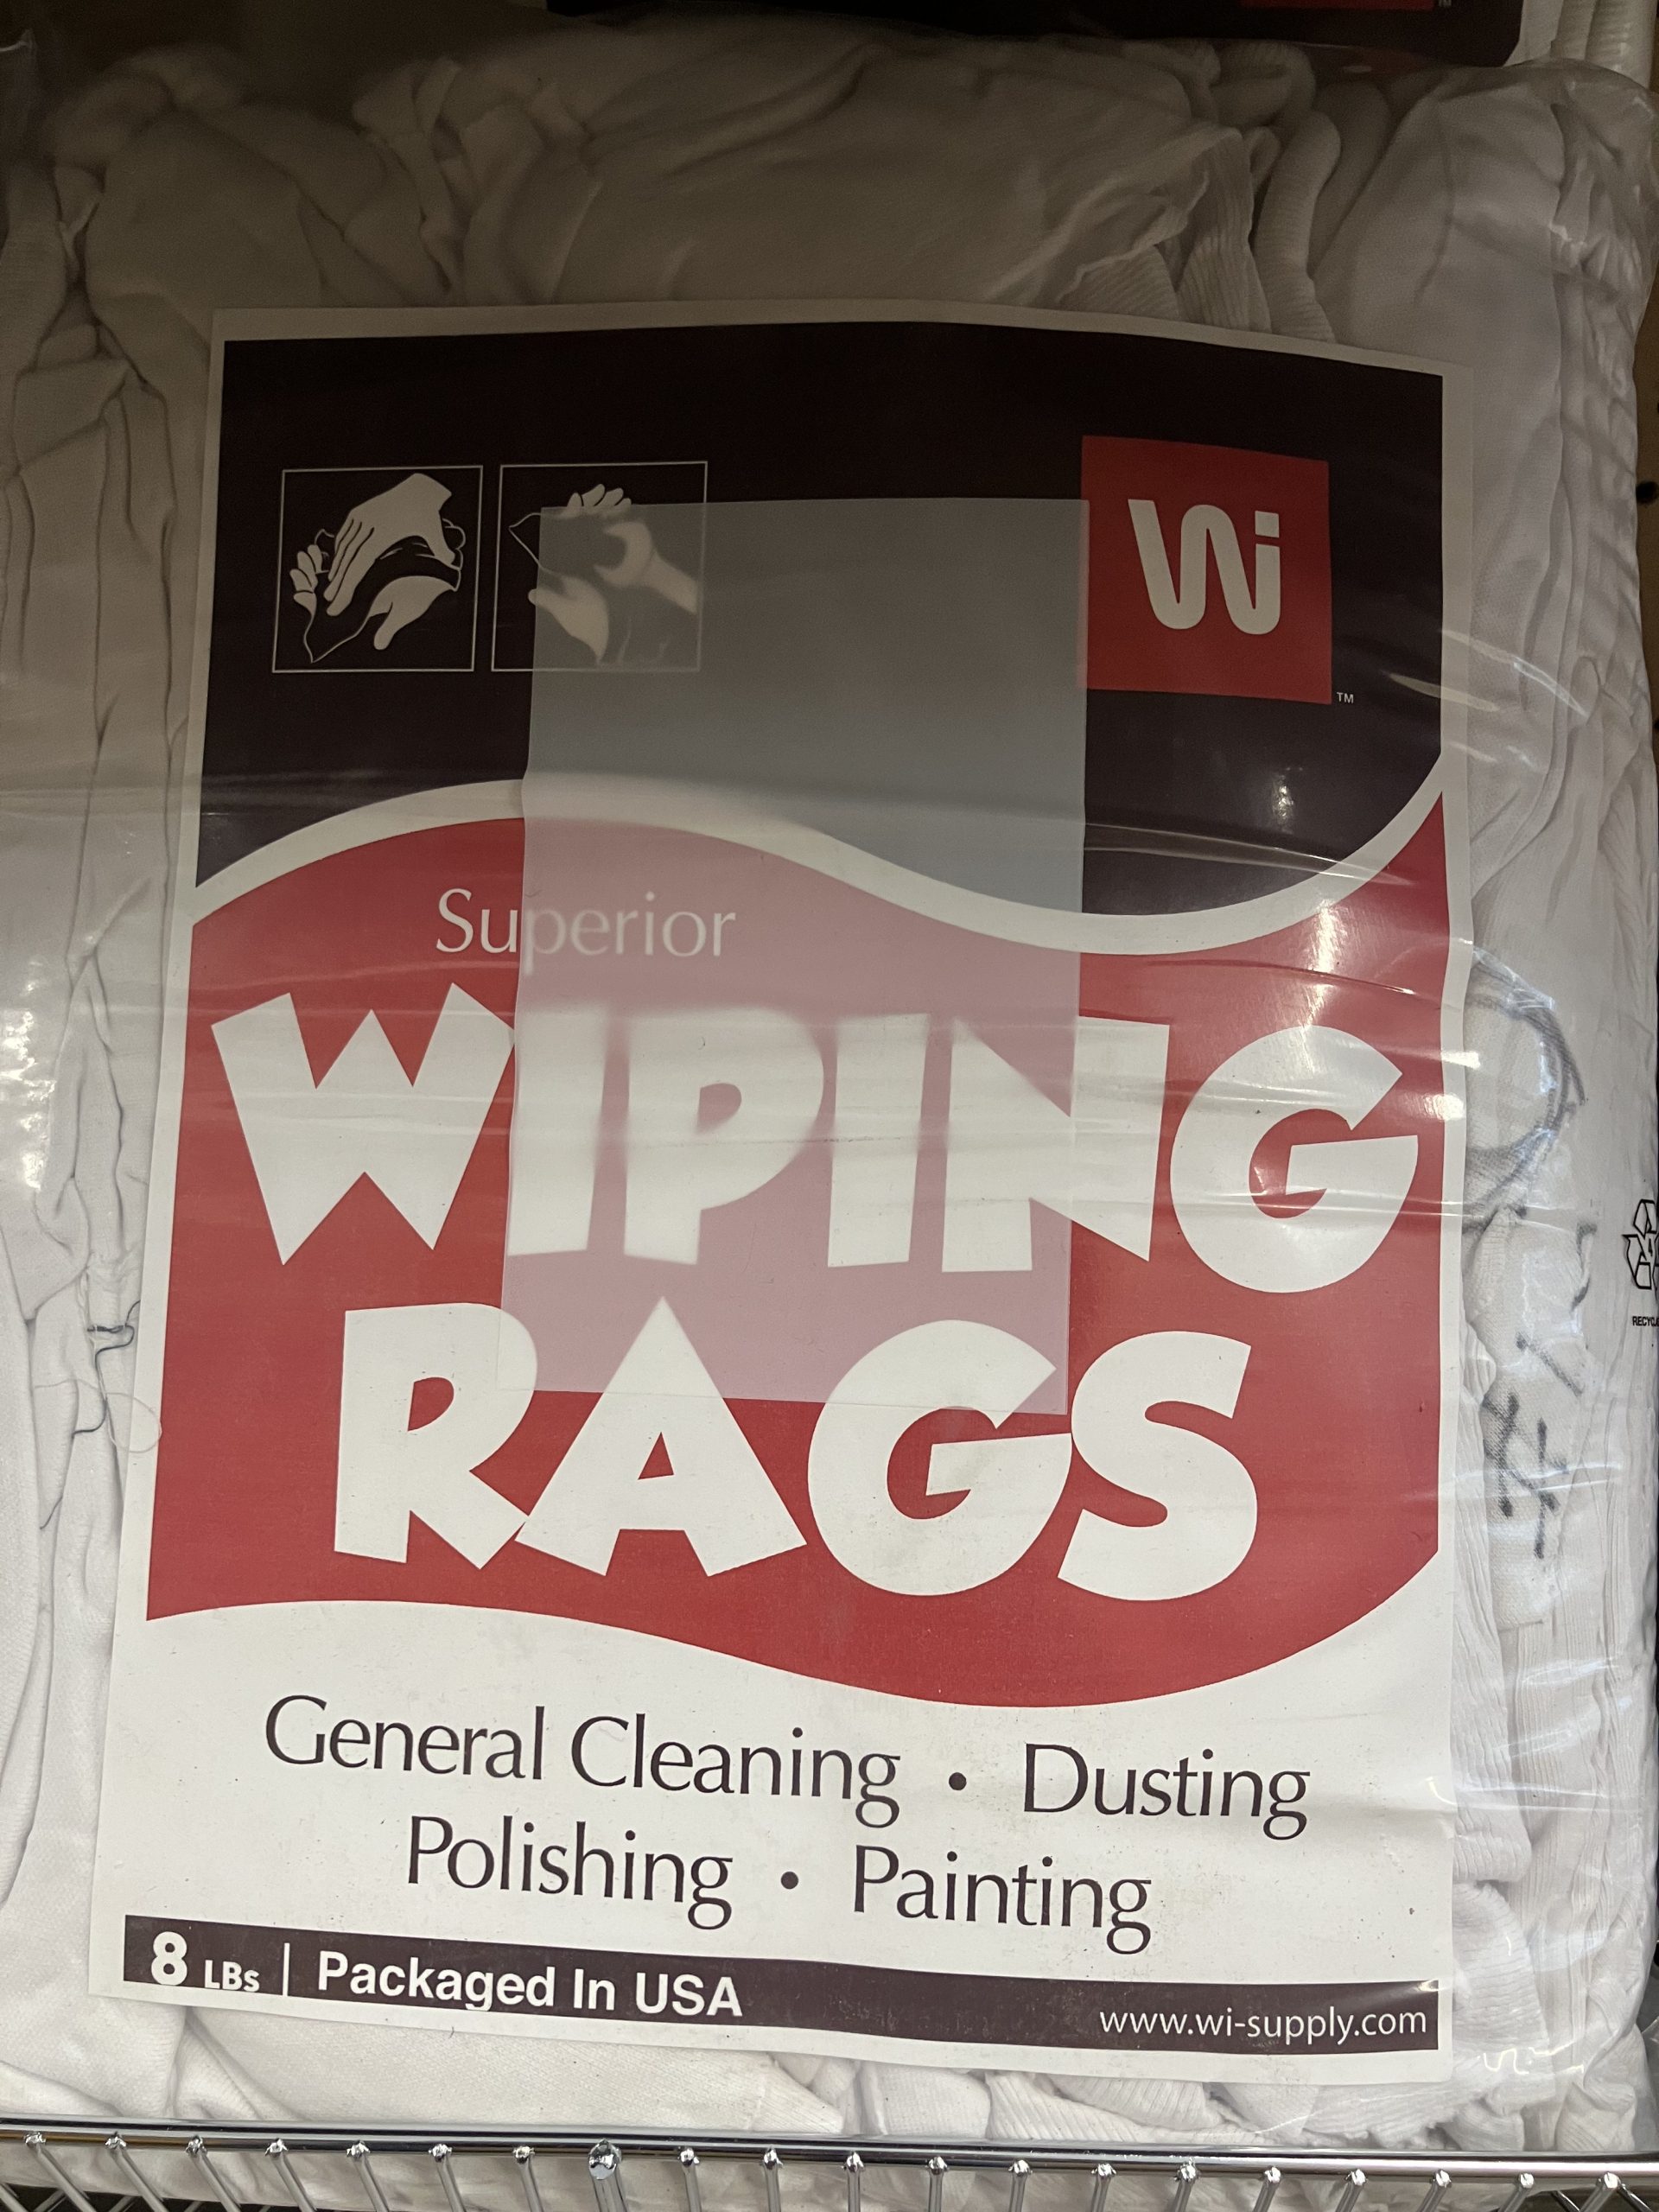 Wi
TM
Superior
WIPING
RAGS
General Cleaning • Dusting
Polishing • Painting
8 LBs | Packaged In USA
www.wi-supply.com